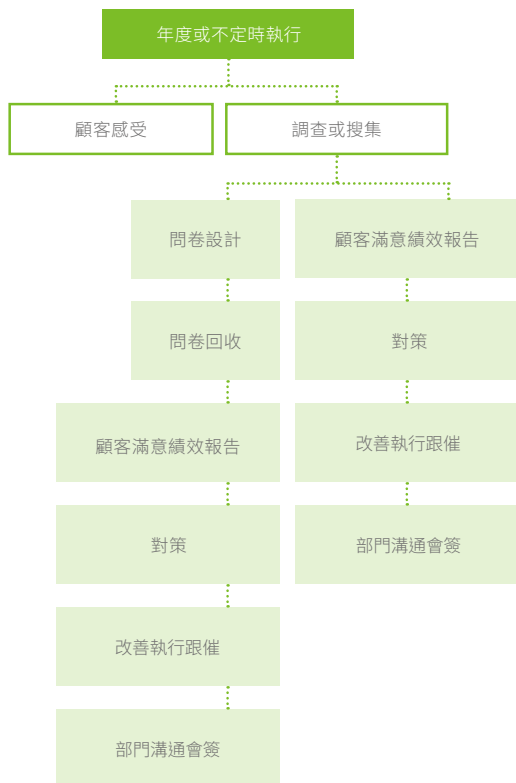 年度或不定時執行
顧客感受
調查或搜集
問卷設計
顧客滿意績效報告
問卷回收
對策
顧客滿意績效報告
改善執行跟催
對策
部門溝通會簽
改善執行跟催
部門溝通會簽